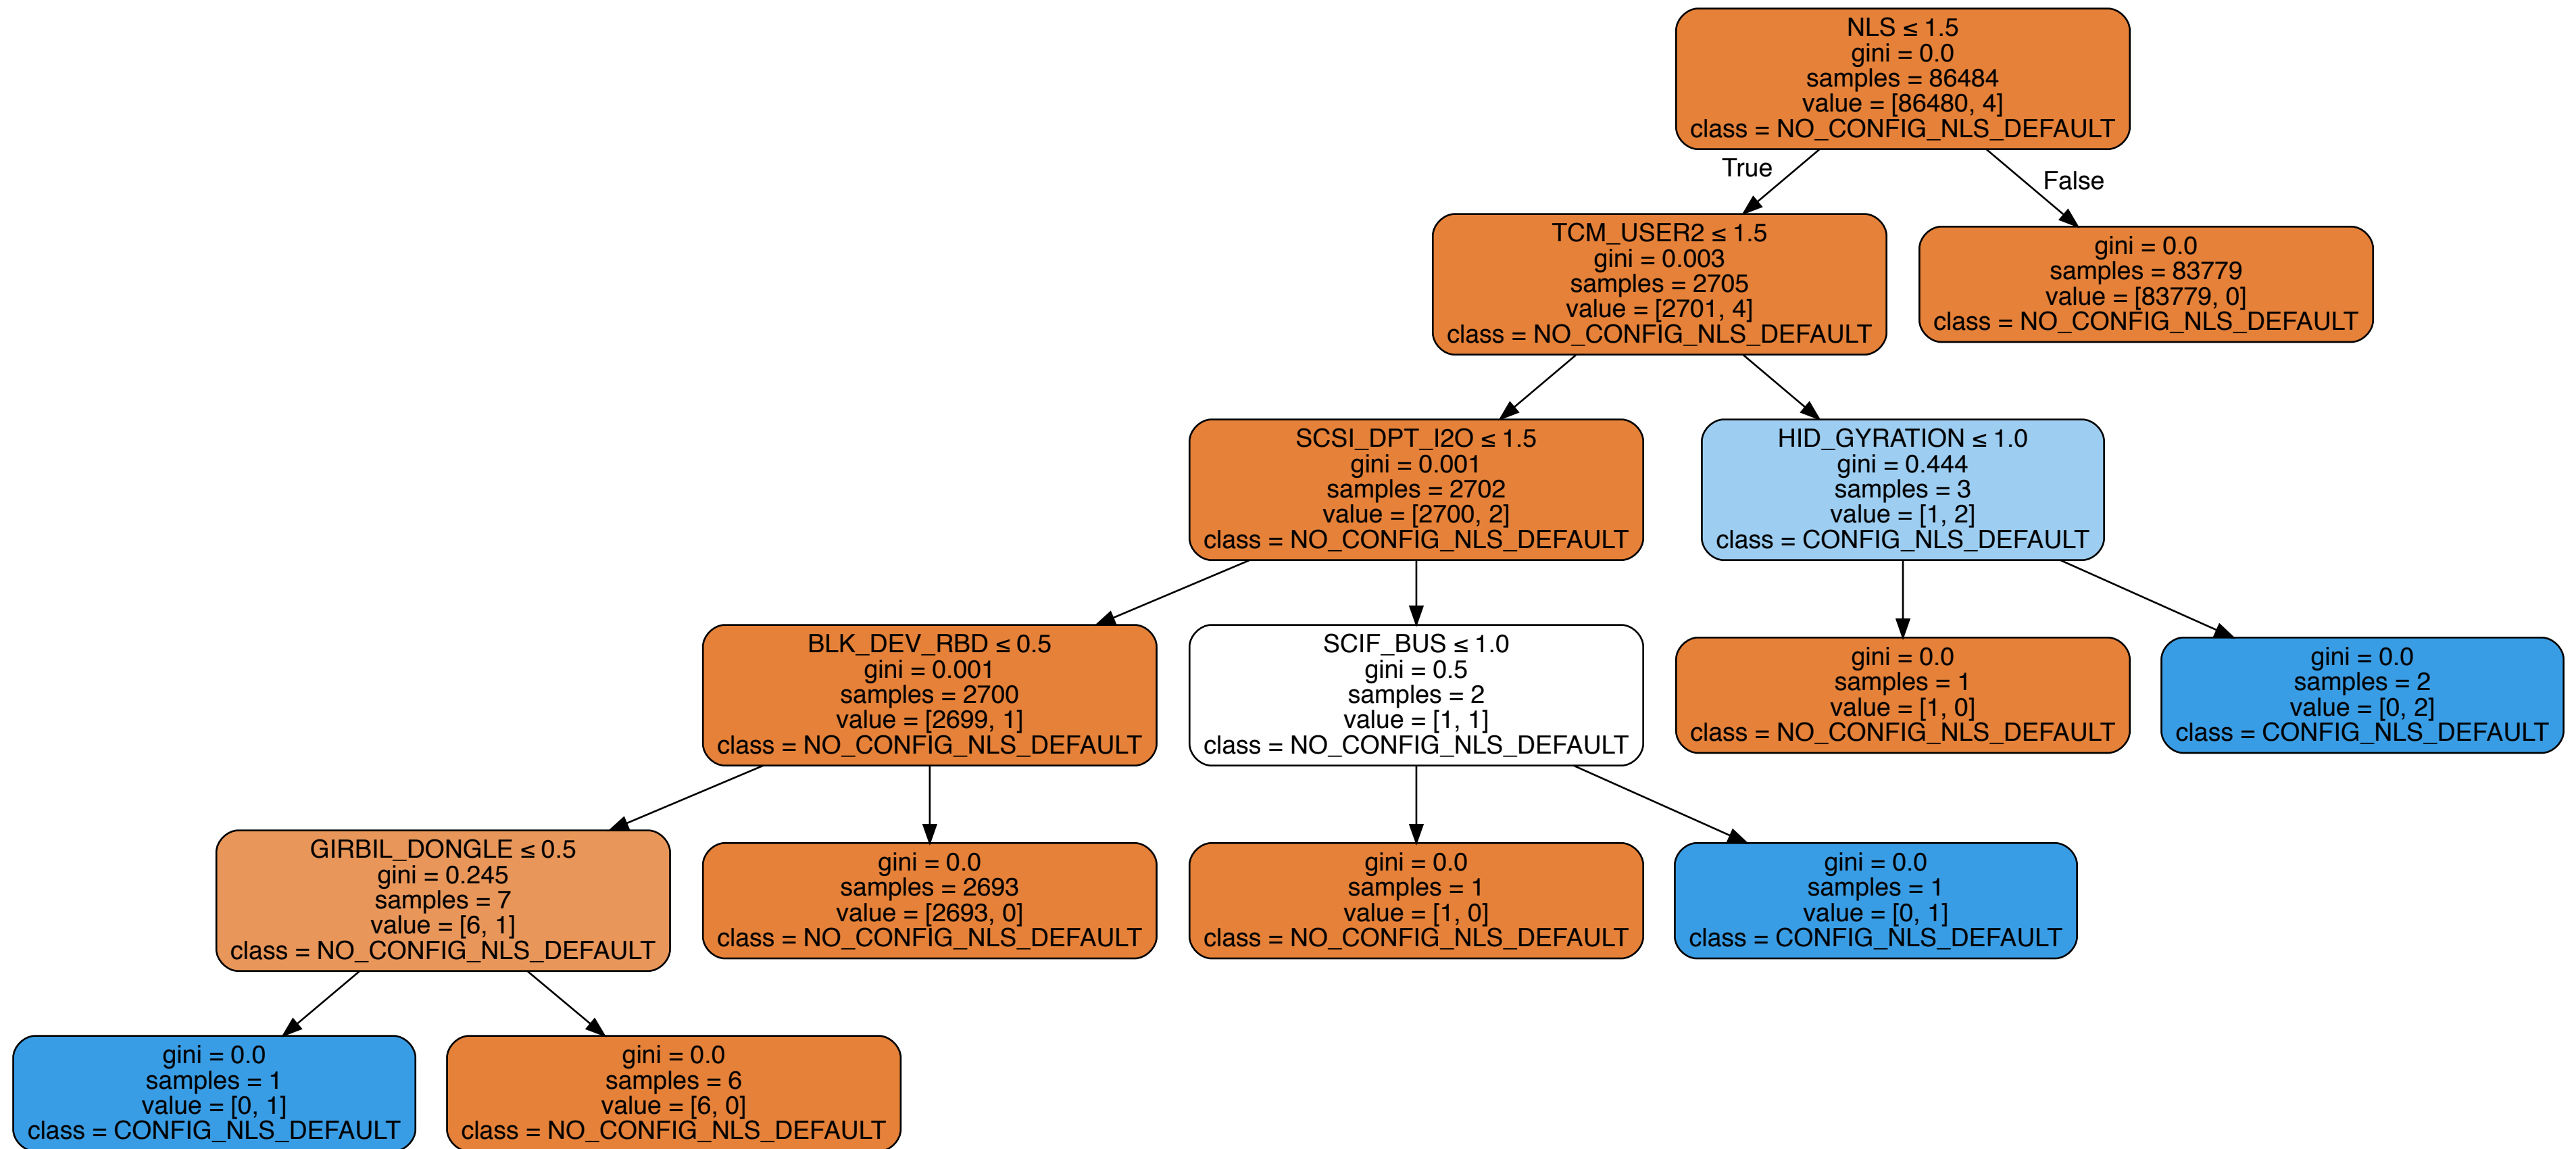 NLS ≤ 1.5
gini = 0.0
samples = 86484
value = [86480, 4]
class = NO_CONFIG_NLS_DEFAULT
True
False
TCM_USER2 ≤ 1.5
gini = 0.003
samples = 2705
value = [2701, 4]
class = NO_CONFIG_NLS_DEFAULT
gini = 0.0
samples = 83779
value = [83779, 0]
class = NO_CONFIG_NLS_DEFAULT
SCSI_DPT_I2O ≤ 1.5
gini = 0.001
samples = 2702
value = [2700, 2]
class = NO_CONFIG_NLS_DEFAULT
HID_GYRATION ≤ 1.0
gini = 0.444
samples = 3
value = [1, 2]
class = CONFIG_NLS_DEFAULT
BLK_DEV_RBD ≤ 0.5
gini = 0.001
samples = 2700
value = [2699, 1]
class = NO_CONFIG_NLS_DEFAULT
SCIF_BUS ≤ 1.0
gini = 0.5
samples = 2
value = [1, 1]
class = NO_CONFIG_NLS_DEFAULT
gini = 0.0
samples = 1
value = [1, 0]
class = NO_CONFIG_NLS_DEFAULT
gini = 0.0
samples = 2
value = [0, 2]
class = CONFIG_NLS_DEFAULT
GIRBIL_DONGLE ≤ 0.5
gini = 0.245
samples = 7
value = [6, 1]
class = NO_CONFIG_NLS_DEFAULT
gini = 0.0
samples = 2693
value = [2693, 0]
class = NO_CONFIG_NLS_DEFAULT
gini = 0.0
samples = 1
value = [1, 0]
class = NO_CONFIG_NLS_DEFAULT
gini = 0.0
samples = 1
value = [0, 1]
class = CONFIG_NLS_DEFAULT
gini = 0.0
samples = 1
value = [0, 1]
class = CONFIG_NLS_DEFAULT
gini = 0.0
samples = 6
value = [6, 0]
class = NO_CONFIG_NLS_DEFAULT